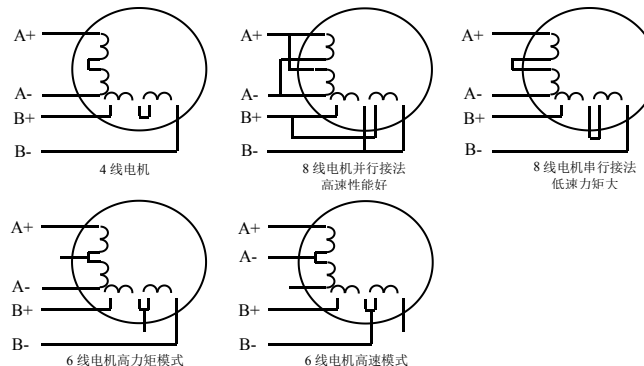 A+
A-
B+
B-
4 线电机
A+
A-
B+
B-
8 线电机并行接法
高速性能好
A+
A-
B+
B-
8 线电机串行接法
低速力矩大
A+
A-
B+
B-
6 线电机高力矩模式
A+
A-
B+
B-
6 线电机高速模式